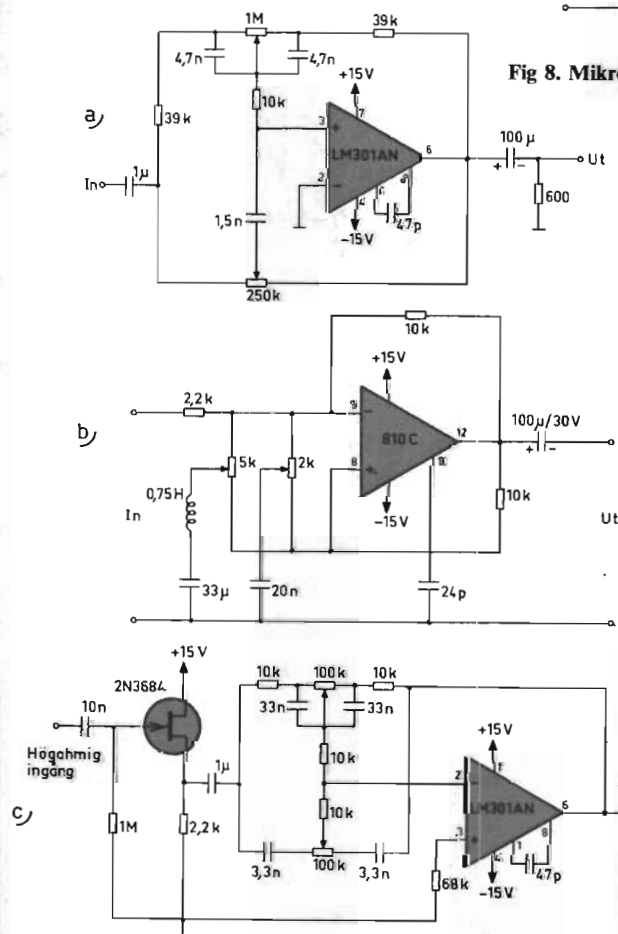 Fig 8. Mikro
a)
1M
39k
4,7n
4,7n
+15V
10k
39k
3
+
7
LM301AN
6
100µ
+ -
Ut
2
-
1µ
In
4
8
47p
600
-15V
1,5n
250k
b)
10k
+15V
2,2k
9
-
810C
12
100µ/30V
+ -
8
+
5k
2k
-15V
10k
0,75H
In
Ut
33µ
20n
24p
c)
+15V
2N3684
10k
100k
10k
10n
33n
33n
Högohmig
ingång
1µ
10k
10k
+15V
2
-
LM301AN
6
3
+
1M
2,2k
3,3n
100k
3,3n
68k
4
1
8
47p
-15V